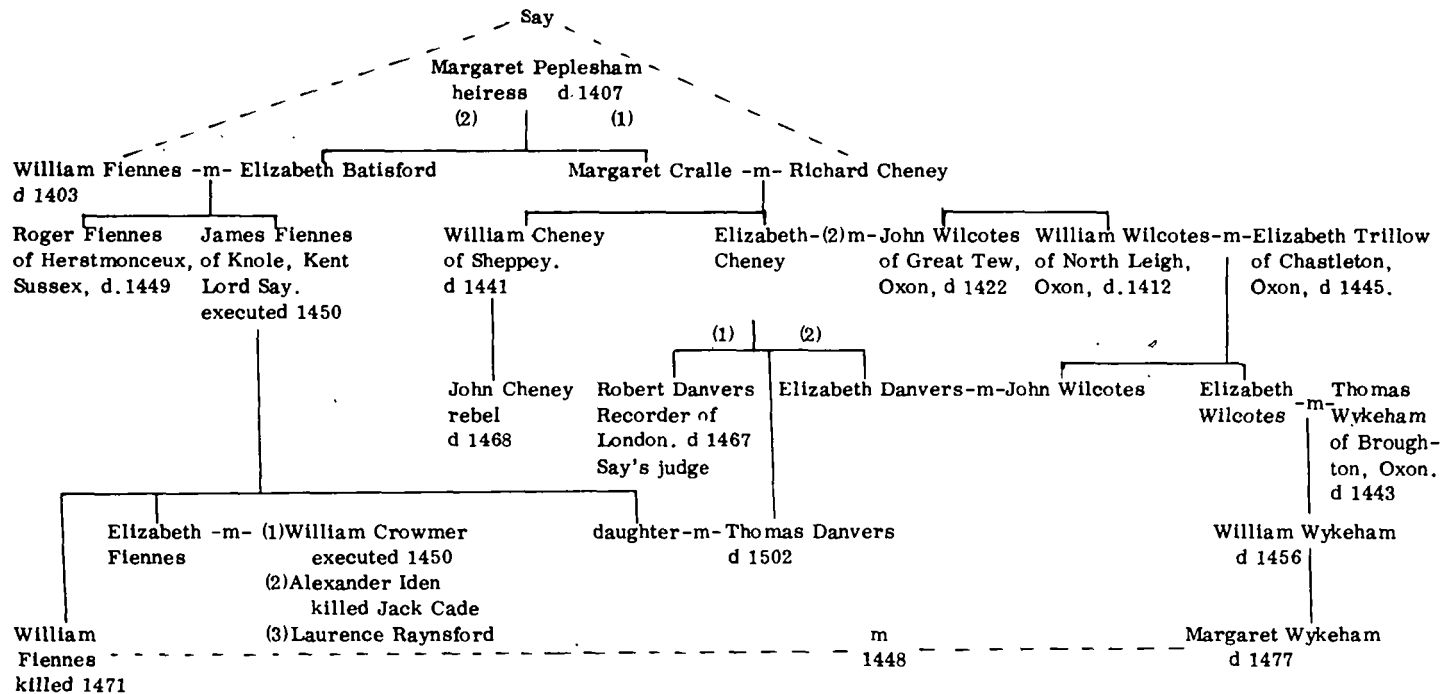 Say
Margaret Peplesham
heiress d 1407
(2) (1)
William Fiennes -m- Elizabeth Batisford
d 1403
Margaret Cralle -m- Richard Cheney
Roger Fiennes
of Herstmonceux,
Sussex, d. 1449
James Fiennes
of Knole, Kent
Lord Say.
executed 1450
William Cheney
of Sheppey.
d 1441
Elizabeth-(2)m-John Wilcotes
Cheney
of Great Tew,
Oxon, d 1422
William Wilcotes-m-Elizabeth Trillow
of North Leigh,
Oxon, d. 1412
of Chastleton,
Oxon, d 1445.
(1) (2)
John Cheney
rebel
d 1468
Robert Danvers
Recorder of
London. d 1467
Say's judge
Elizabeth Danvers-m-John Wilcotes
Elizabeth
Wilcotes
-m-
Thomas
Wykeham
of Brough-
ton, Oxon.
d 1443
Elizabeth -m- (1)William Crowmer
Fiennes
executed 1450
(2)Alexander Iden
killed Jack Cade
(3)Laurence Raynsford
daughter-m-Thomas Danvers
d 1502
William Wykeham
d 1456
William
Fiennes
killed 1471
m
1448
Margaret Wykeham
d 1477